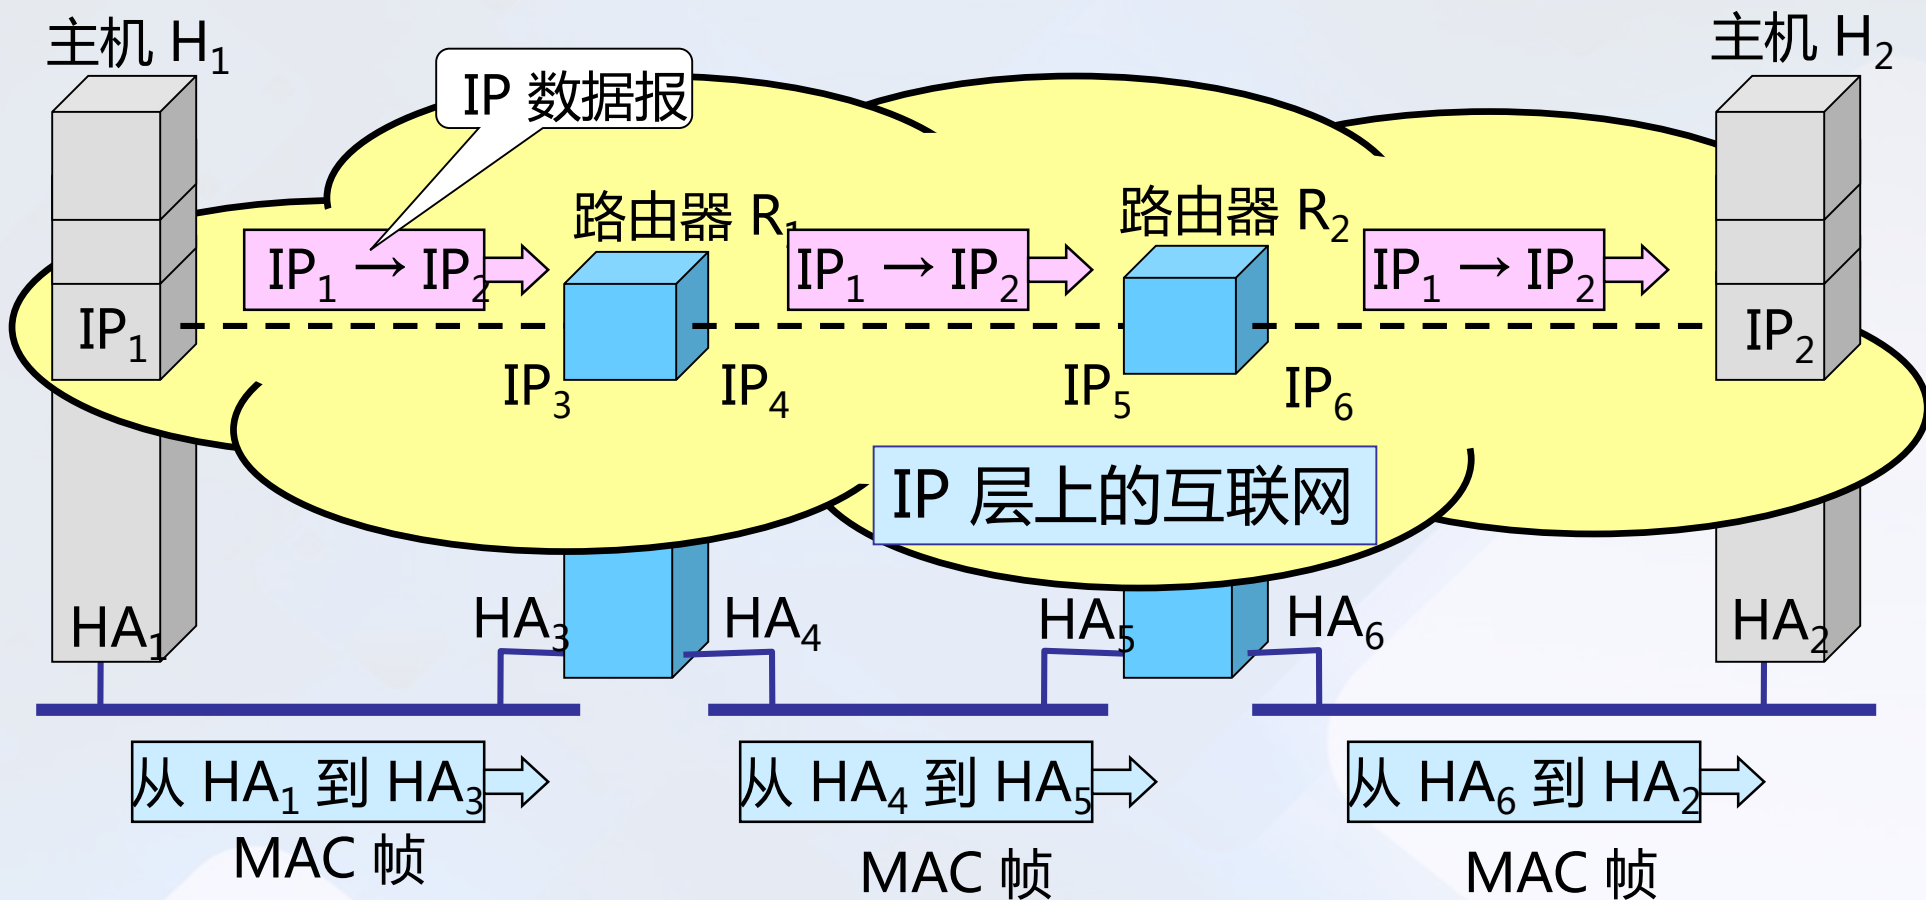 主机 H₁
主机 H₂
IP 数据报
路由器 R₁
路由器 R₂
IP₁ → IP₂
IP₁ → IP₂
IP₁ → IP₂
IP₁
IP₂
IP₃
IP₄
IP₅
IP₆
IP 层上的互联网
HA₁
HA₃
HA₄
HA₅
HA₆
HA₂
从 HA₁ 到 HA₃
从 HA₄ 到 HA₅
从 HA₆ 到 HA₂
MAC 帧
MAC 帧
MAC 帧